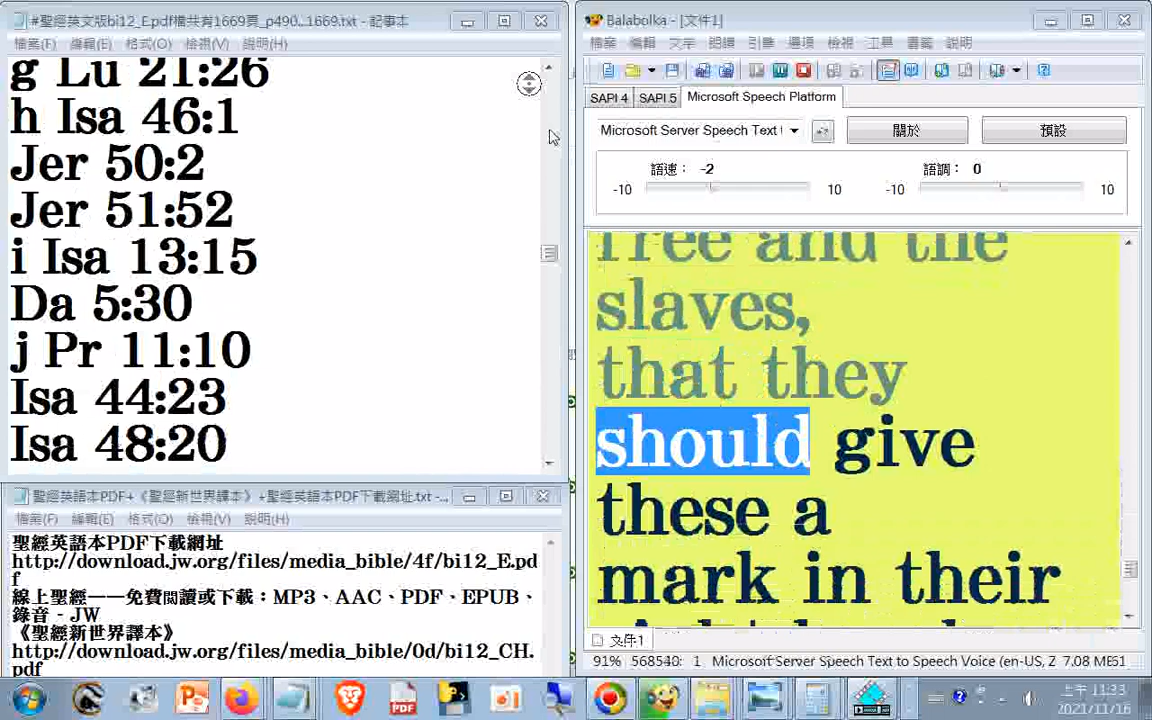 #聖經英文版bi12_E.pdf檔共有1669頁_p490...1669.txt - 記事本
檔案(F) 編輯(E) 格式(O) 檢視(V) 說明(H)
g Lu 21:26
h Isa 46:1
Jer 50:2
Jer 51:52
i Isa 13:15
Da 5:30
j Pr 11:10
Isa 44:23
Isa 48:20
聖經英語本PDF+《聖經新世界譯本》+聖經英語本PDF下載網址.txt -...
檔案(F) 編輯(E) 格式(O) 檢視(V) 說明(H)
聖經英語本PDF下載網址
http://download.jw.org/files/media_bible/4f/bi12_E.pd
f
線上聖經——免費閱讀或下載：MP3、AAC、PDF、EPUB、
錄音 - JW
《聖經新世界譯本》
http://download.jw.org/files/media_bible/0d/bi12_CH.
pdf
Balabolka - [文件1]
檔案 編輯 文字 朗讀 引擎 選項 檢視 工具 書籤 說明
SAPI 4 SAPI 5 Microsoft Speech Platform
Microsoft Server Speech Text 關於 預設
語速： -2 語調： 0
-10 10 -10 10
Free and the
slaves,
that they
should give
these a
mark in their
文件1
91% 568540: 1 Microsoft Server Speech Text to Speech Voice (en-US, Z 7.08 ME51
上午 11:33
2021/11/16